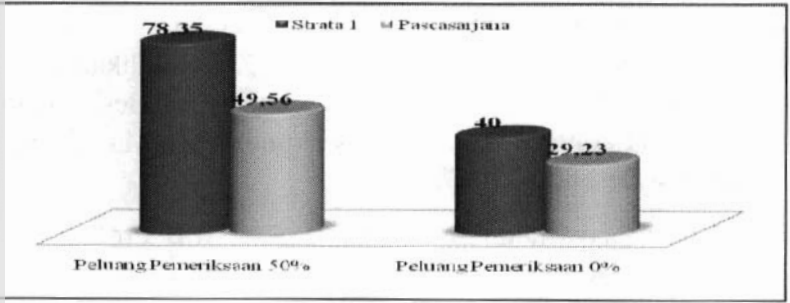 Strata 1 Pascasarjana
78,35
49,56
40
29,23
Peluang Pemeriksaan 50% Peluang Pemeriksaan 0%